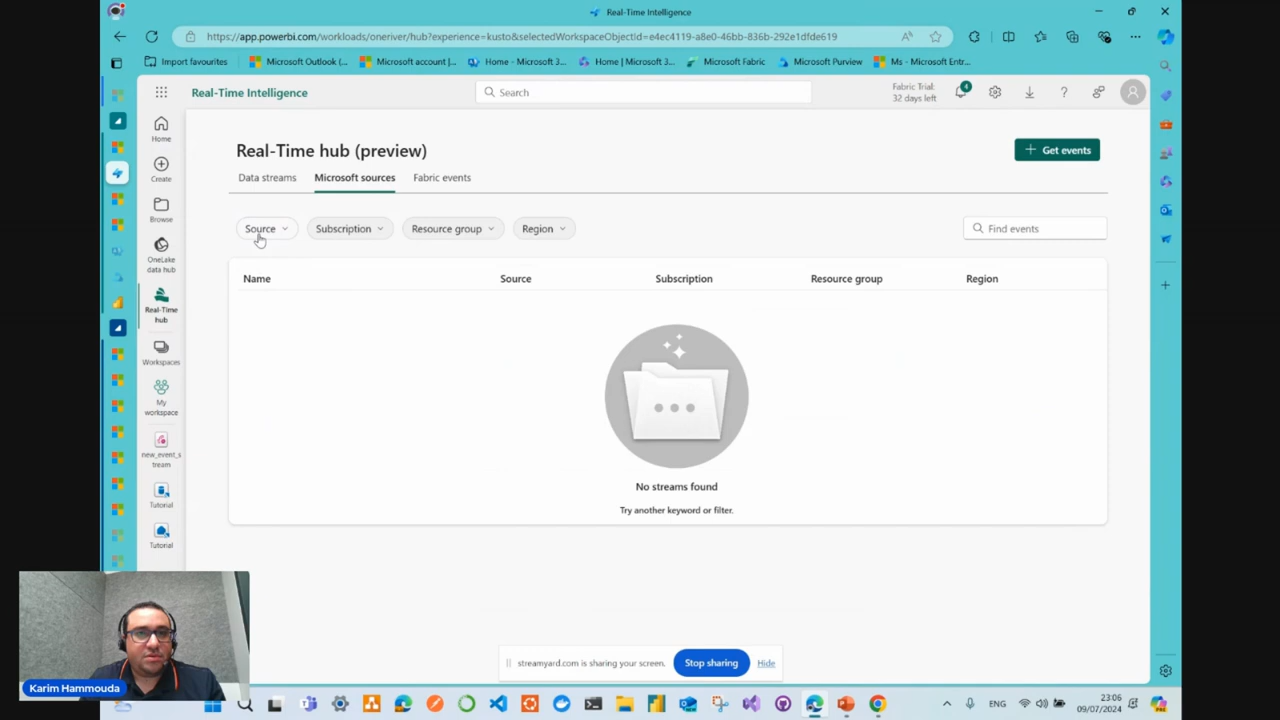 Real-Time Intelligence
https://app.powerbi.com/workloads/oneriver/hub?experience=kusto&selectedWorkspaceObjectId=e4ec4119-a8e0-46bb-836b-292e1dfde619
Import favourites
Microsoft Outlook (...
Microsoft account |...
Home - Microsoft 3...
Home | Microsoft 3...
Microsoft Fabric
Microsoft Purview
Ms - Microsoft Entr...
Real-Time Intelligence
Search
Fabric Trial:
32 days left
4
Home
Create
Browse
OneLake
data hub
Real-Time
hub
Workspaces
My
workspace
new_event_s
tream
Tutorial
Tutorial
Real-Time hub (preview)
+ Get events
Data streams
Microsoft sources
Fabric events
Source
Subscription
Resource group
Region
Find events
Name
Source
Subscription
Resource group
Region
No streams found
Try another keyword or filter.
streamyard.com is sharing your screen.
Stop sharing
Hide
Karim Hammouda
ENG
23:06
09/07/2024